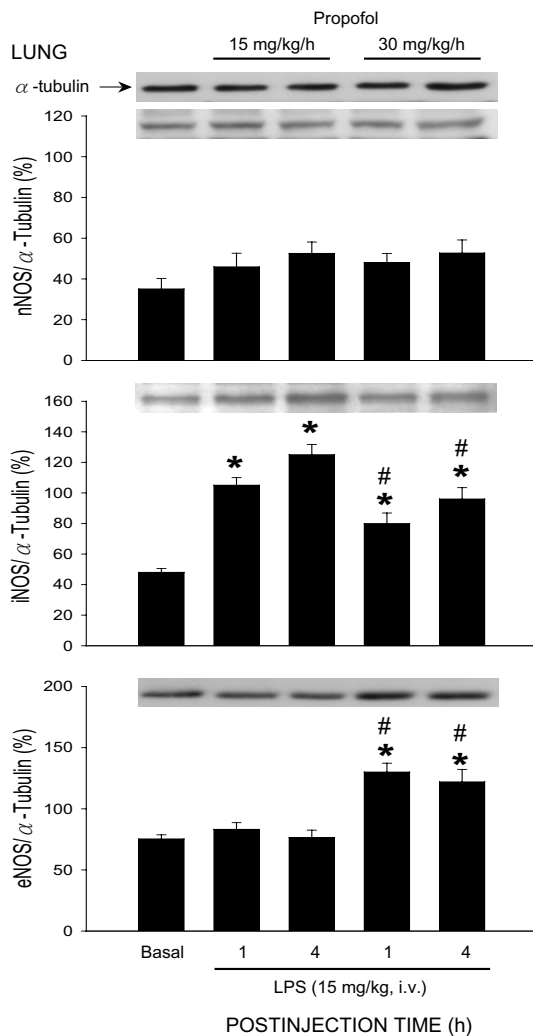 Propofol
LUNG
15 mg/kg/h 30 mg/kg/h
α -tubulin
120
100
80
60
40
20
0
nNOS/α-Tubulin (%)
160
140
120
100
80
60
40
20
0
iNOS/α-Tubulin (%)
* * # * # *
200
150
100
50
0
eNOS/α-Tubulin (%)
# * # *
Basal 1 4 1 4
LPS (15 mg/kg, i.v.)
POSTINJECTION TIME (h)